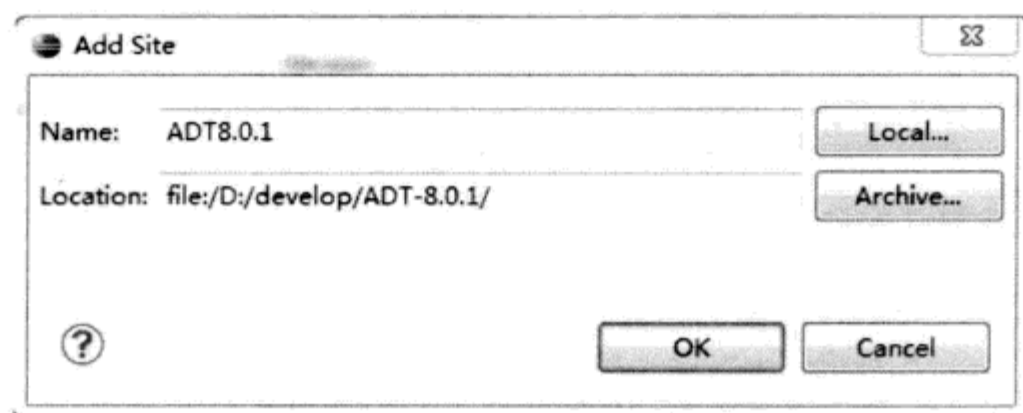 Add Site
Name: ADT8.0.1 Local...
Location: file:/D:/develop/ADT-8.0.1/ Archive...
? OK Cancel